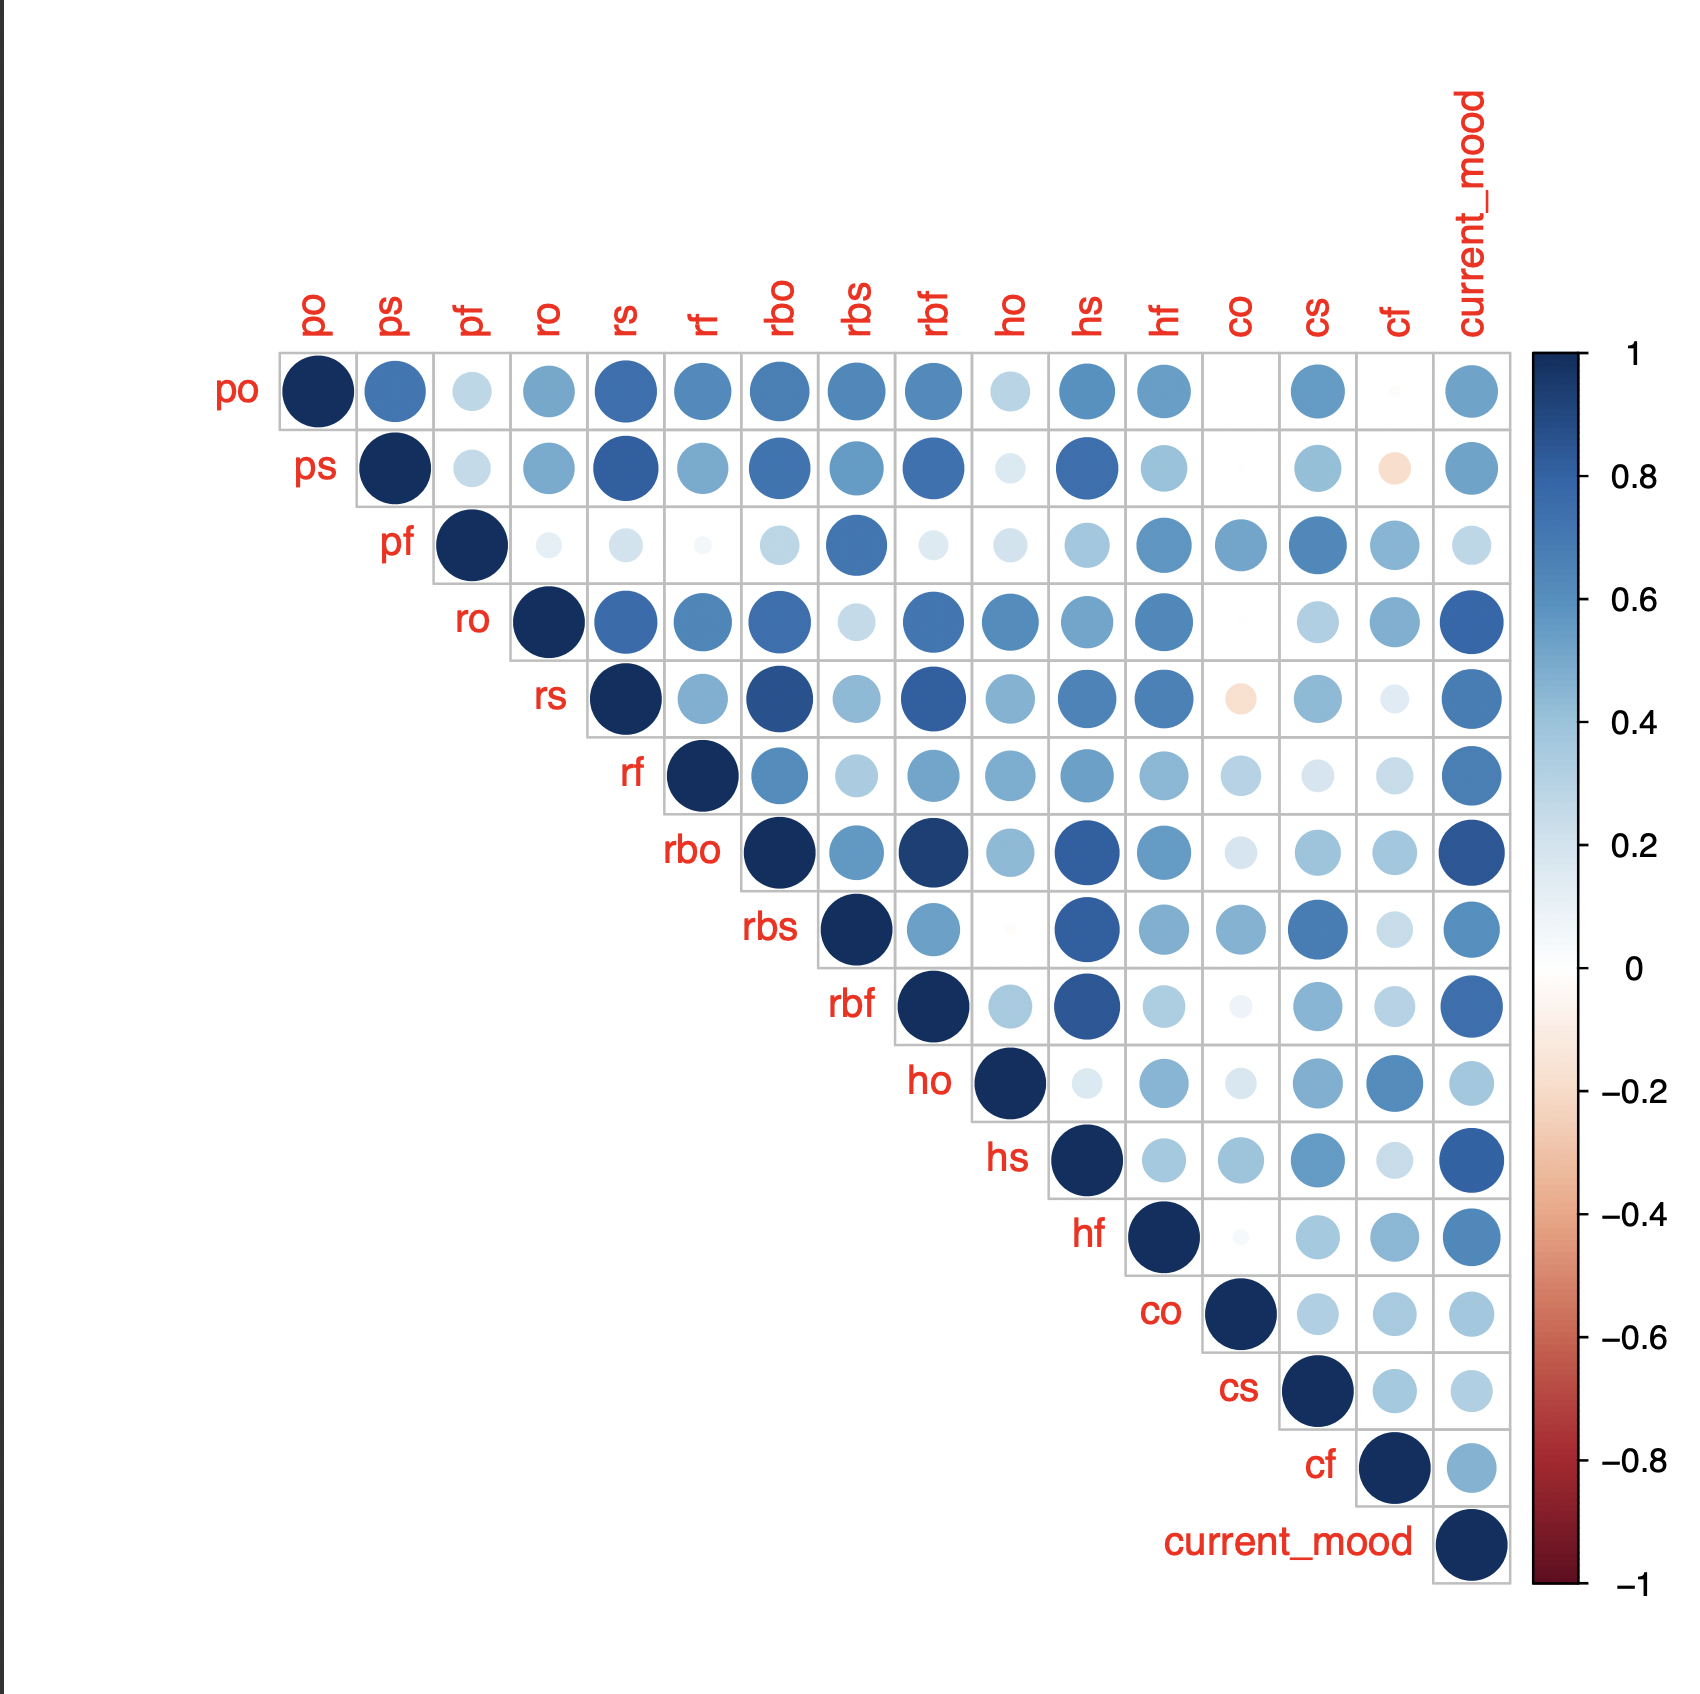 po ps pf ro rs rf rbo rbs rbf ho hs hf co cs cf current_mood
po
ps
pf
ro
rs
rf
rbo
rbs
rbf
ho
hs
hf
co
cs
cf
current_mood
1
0.8
0.6
0.4
0.2
0
−0.2
−0.4
−0.6
−0.8
−1